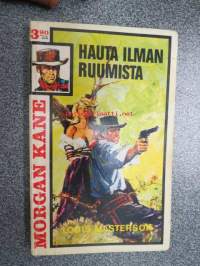 3.90
HAUTA ILMAN
RUUMISTA
MORGAN KANE
LOUIS MASTERSON